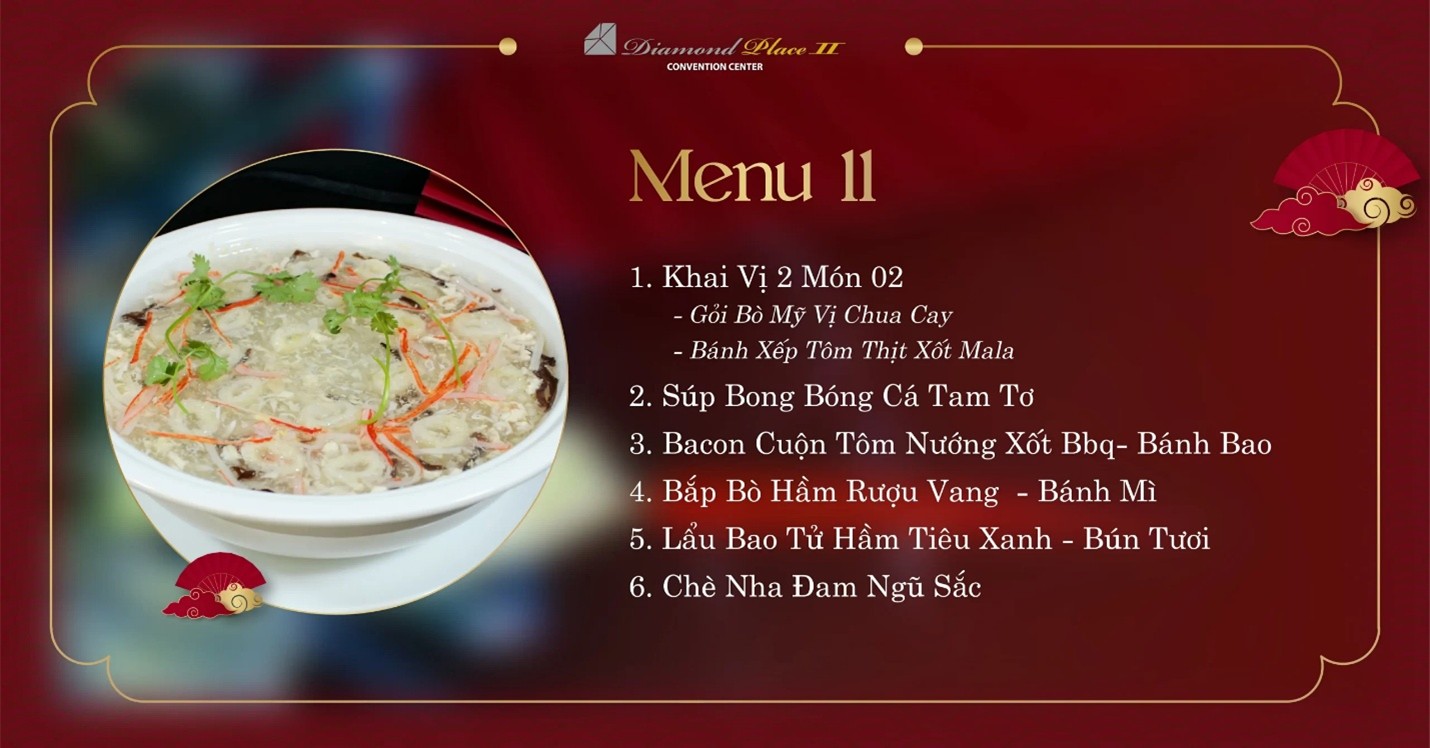 Diamond Place II
CONVENTION CENTER
Menu 11
1. Khai Vị 2 Món 02
- Gỏi Bò Mỹ Vị Chua Cay
- Bánh Xếp Tôm Thịt Xốt Mala
2. Súp Bong Bóng Cá Tam Tơ
3. Bacon Cuộn Tôm Nướng Xốt Bbq- Bánh Bao
4. Bắp Bò Hầm Rượu Vang - Bánh Mì
5. Lẩu Bao Tử Hầm Tiêu Xanh - Bún Tươi
6. Chè Nha Đam Ngũ Sắc